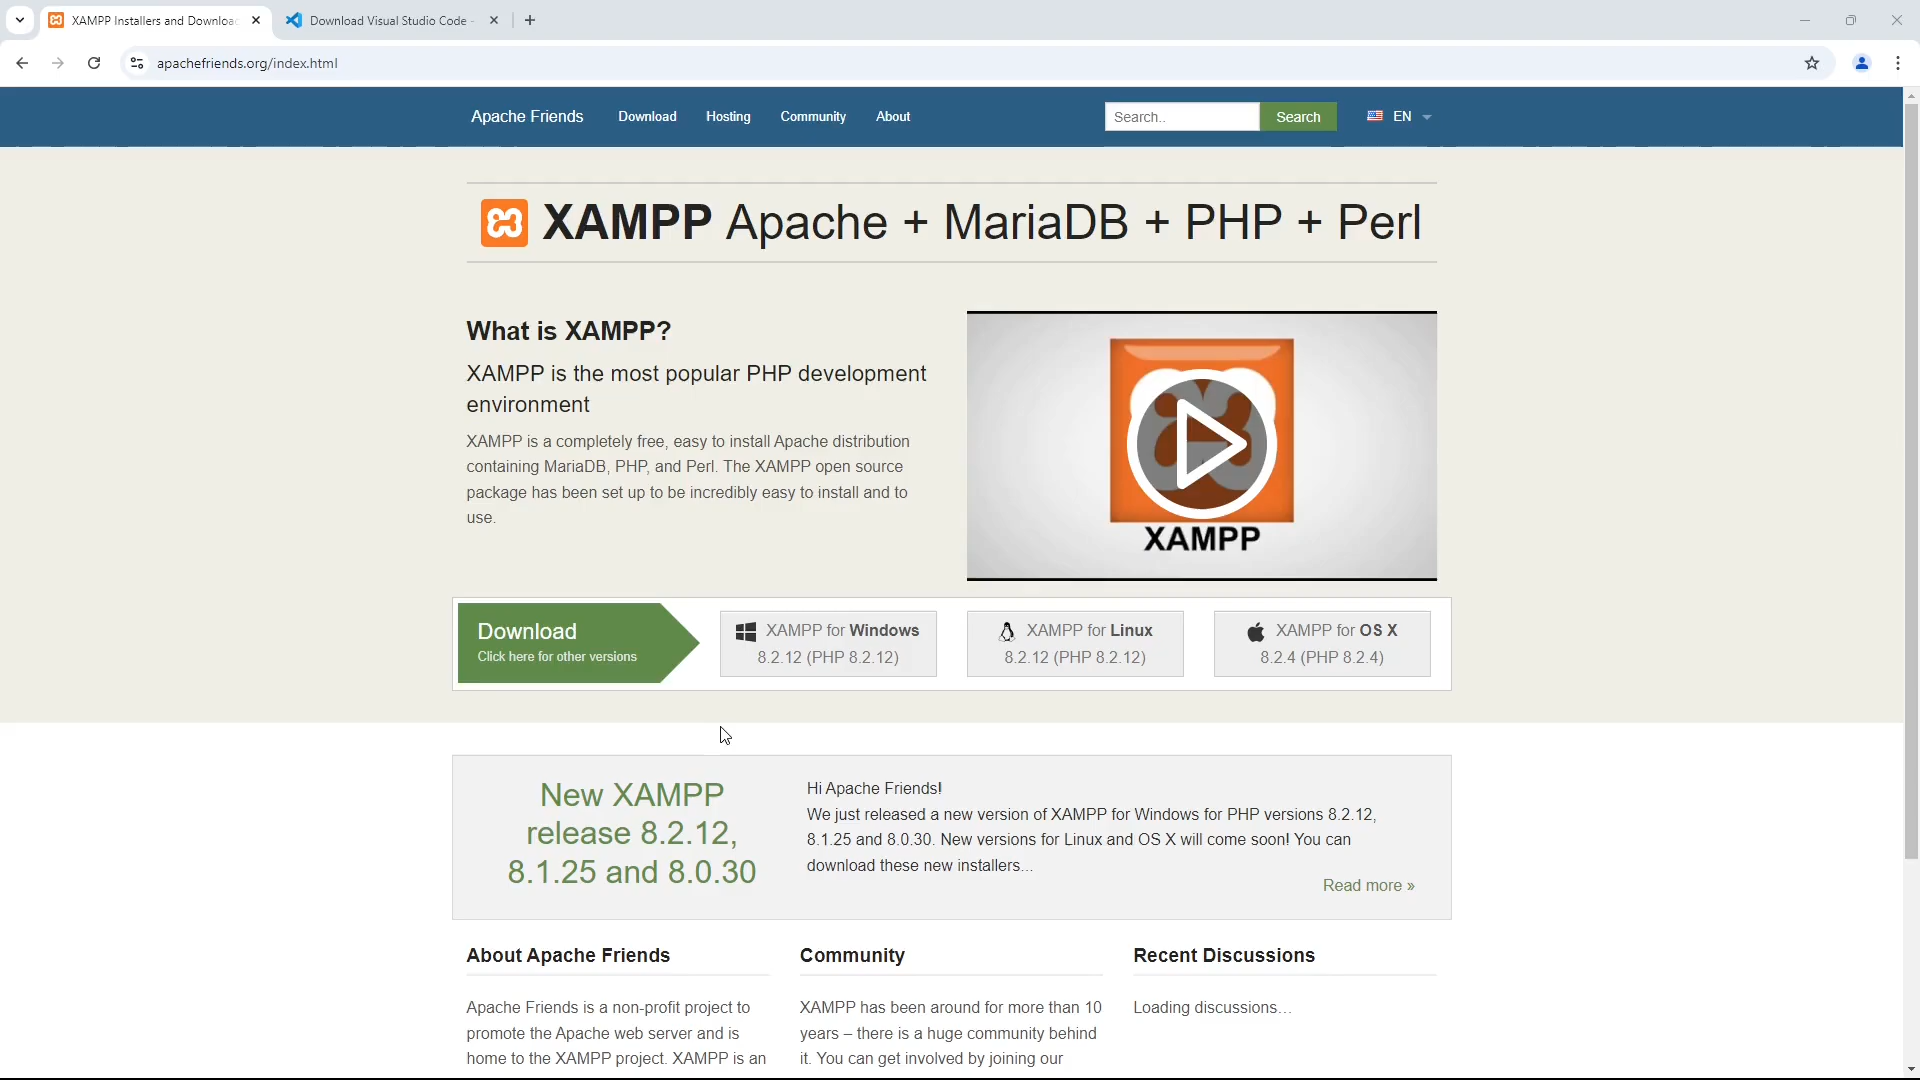 XAMPP Installers and Downloa
Download Visual Studio Code -
apachefriends.org/index.html
Apache Friends Download Hosting Community About Search.. Search EN
XAMPP Apache + MariaDB + PHP + Perl
What is XAMPP?
XAMPP is the most popular PHP development
environment
XAMPP is a completely free, easy to install Apache distribution
containing MariaDB, PHP, and Perl. The XAMPP open source
package has been set up to be incredibly easy to install and to
use.
XAMPP
Download
Click here for other versions
XAMPP for Windows
8.2.12 (PHP 8.2.12)
XAMPP for Linux
8.2.12 (PHP 8.2.12)
XAMPP for OS X
8.2.4 (PHP 8.2.4)
New XAMPP
release 8.2.12,
8.1.25 and 8.0.30
Hi Apache Friends!
We just released a new version of XAMPP for Windows for PHP versions 8.2.12,
8.1.25 and 8.0.30. New versions for Linux and OS X will come soon! You can
download these new installers...
Read more »
About Apache Friends
Apache Friends is a non-profit project to
promote the Apache web server and is
home to the XAMPP project. XAMPP is an
Community
XAMPP has been around for more than 10
years – there is a huge community behind
it. You can get involved by joining our
Recent Discussions
Loading discussions…